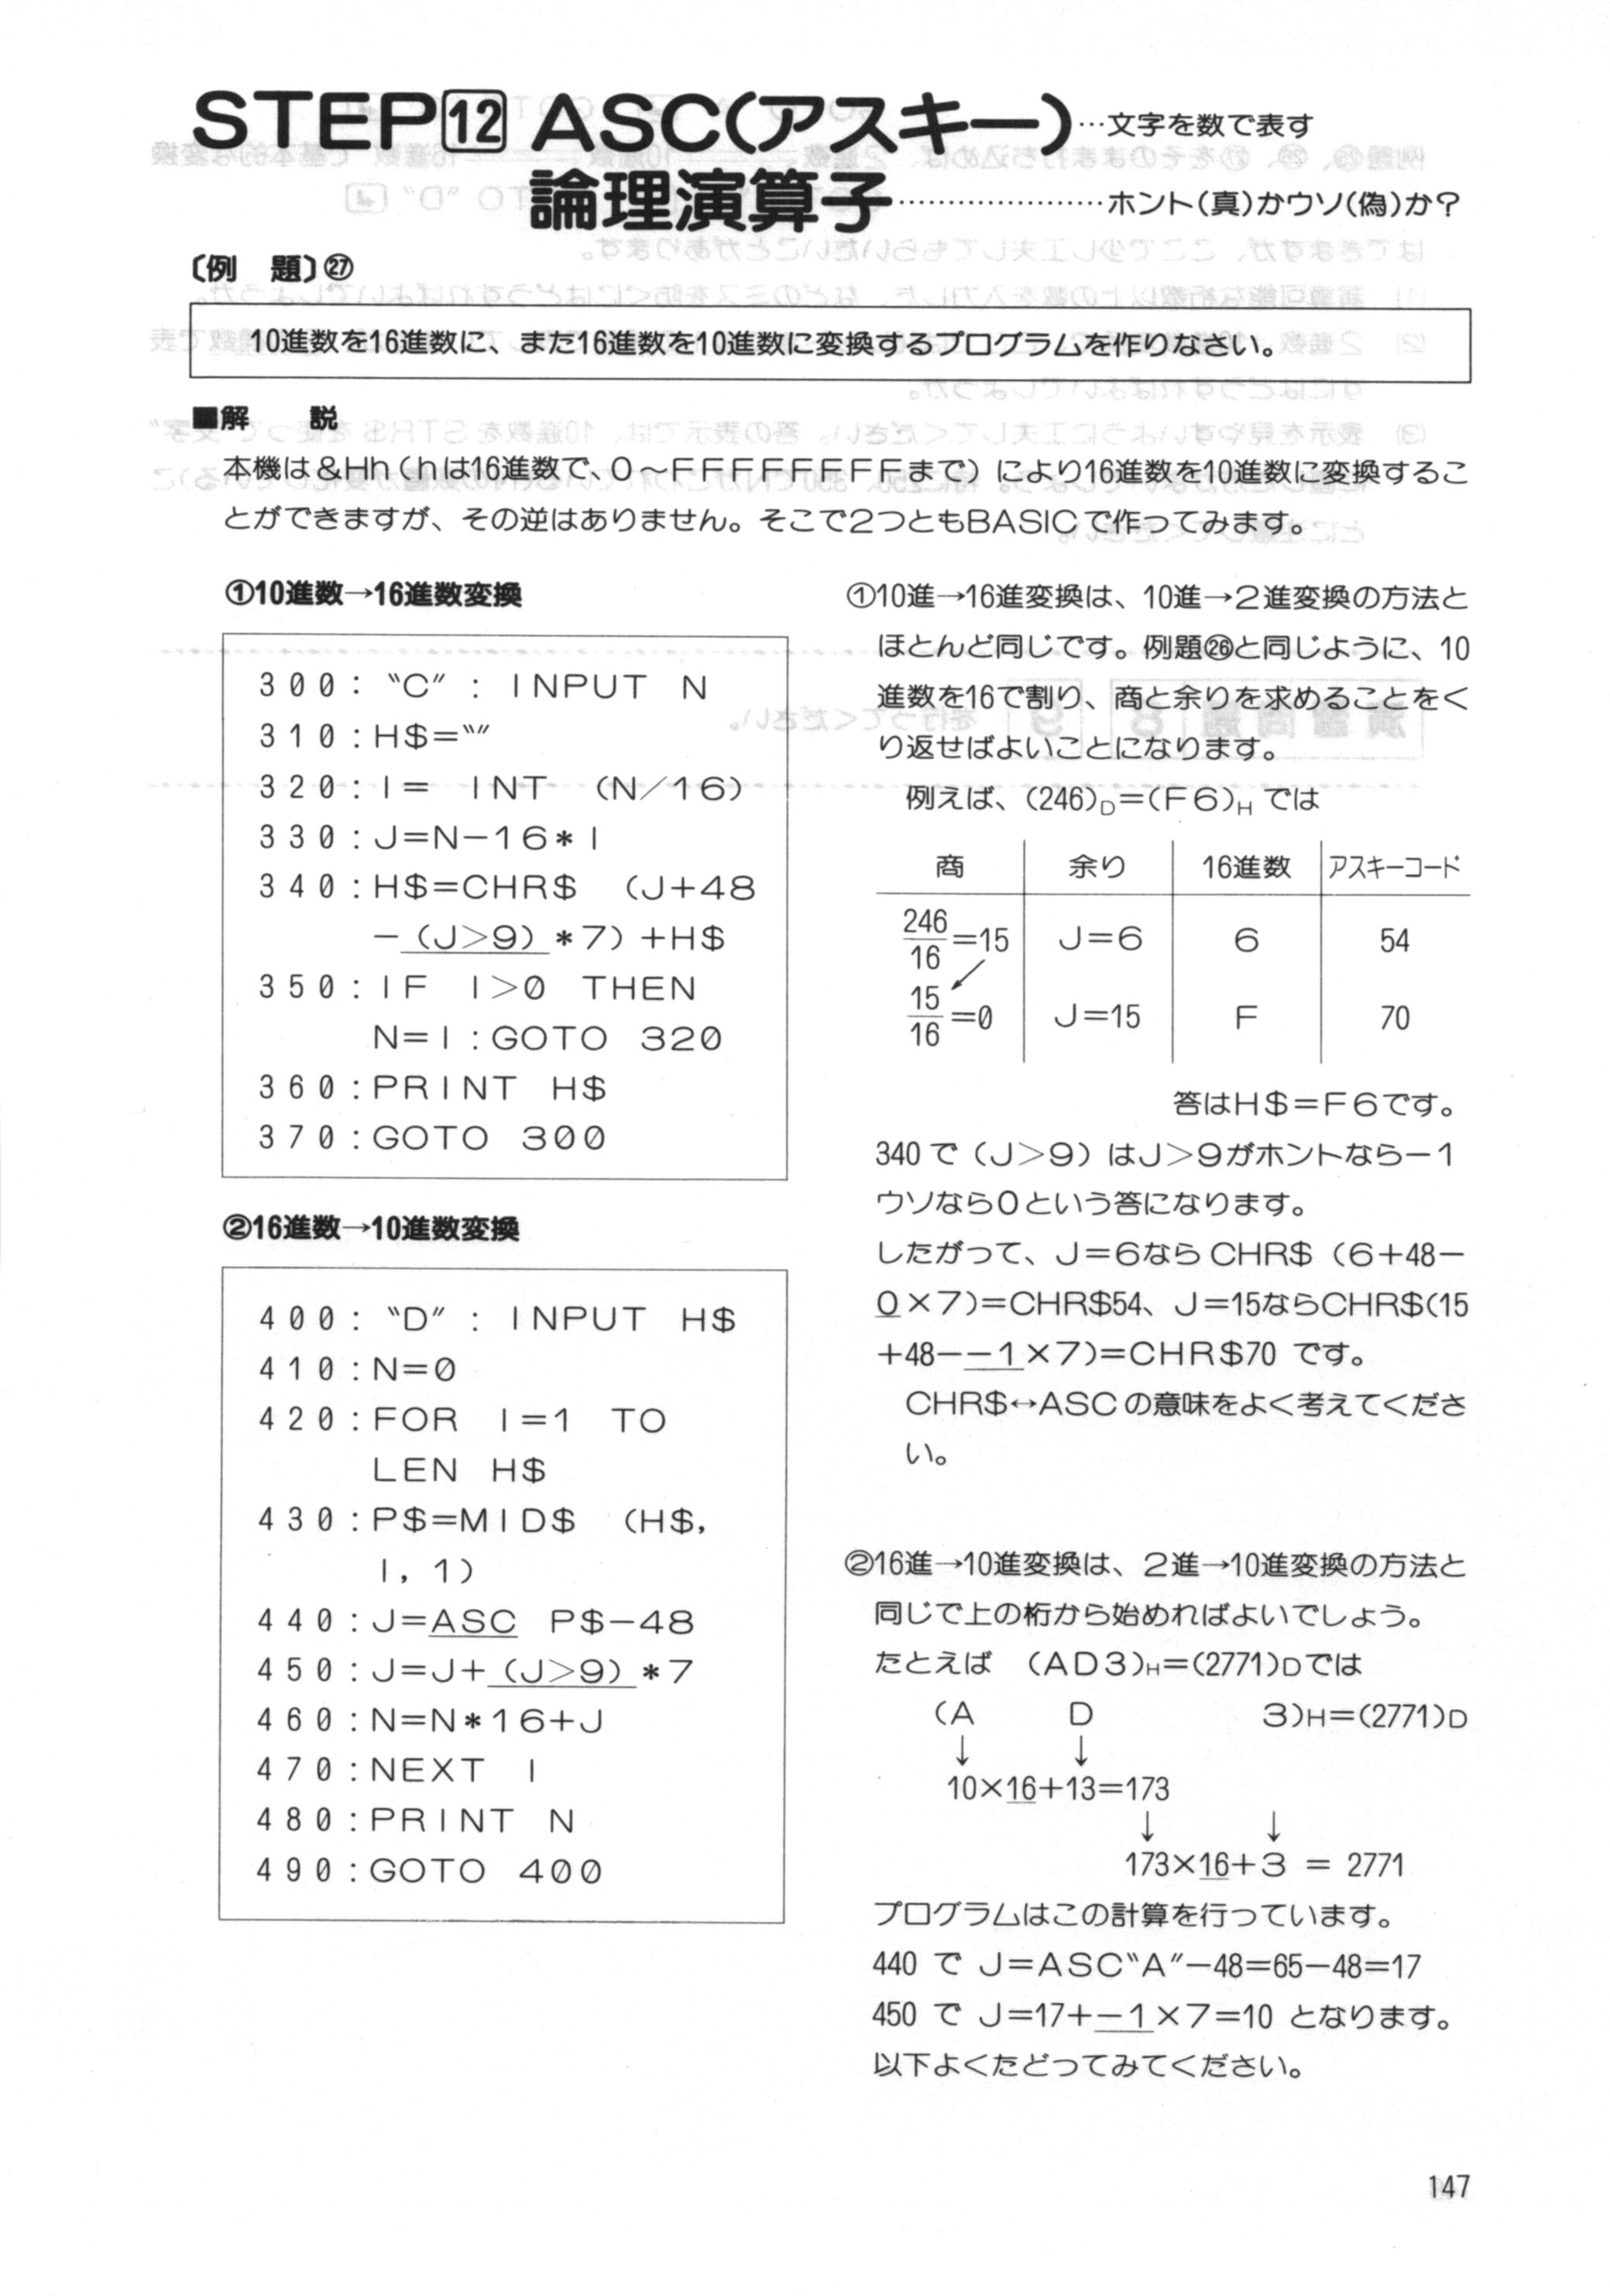 STEP12 ASC(アスキー)…文字を数で表す
論理演算子…………………ホント(真)かウソ(偽)か？
〔例　題〕㉗
10進数を16進数に、また16進数を10進数に変換するプログラムを作りなさい。
■解　　説
本機は＆Hh（hは16進数で、0～FFFFFFFFまで）により16進数を10進数に変換するこ
とができますが、その逆はありません。そこで2つともBASICで作ってみます。
①10進数→16進数変換
300: "C" : INPUT N
310:H$=""
320:I= INT (N/16)
330:J=N-16*I
340:H$=CHR$ (J+48
-(J>9)*7)+H$
350:IF I>0 THEN
N=I:GOTO 320
360:PRINT H$
370:GOTO 300
②16進数→10進数変換
400: "D" : INPUT H$
410:N=0
420:FOR I=1 TO
LEN H$
430:P$=MID$ (H$,
I, 1)
440:J=ASC P$-48
450:J=J+(J>9)*7
460:N=N*16+J
470:NEXT I
480:PRINT N
490:GOTO 400
①10進→16進変換は、10進→2進変換の方法と
ほとんど同じです。例題㉖と同じように、10
進数を16で割り、商と余りを求めることをく
り返せばよいことになります。
例えば、(246)D=(F6)H では
商 余り 16進数 アスキーコード
246/16=15 J=6 6 54
15/16=0 J=15 F 70
答はH$=F6です。
340で（J>9）はJ>9がホントなら－1
ウソなら0という答になります。
したがって、J=6なら CHR$ (6+48－
0×7)=CHR$54、J=15ならCHR$(15
+48－－1×7)=CHR$70 です。
CHR$↔ASCの意味をよく考えてくださ
い。
②16進→10進変換は、2進→10進変換の方法と
同じで上の桁から始めればよいでしょう。
たとえば (AD3)H=(2771)Dでは
(A D 3)H=(2771)D
↓ ↓
10×16+13=173
↓ ↓
173×16+3 = 2771
プログラムはこの計算を行っています。
440 で J=ASC"A"－48=65－48=17
450 で J=17+－1×7=10 となります。
以下よくたどってみてください。
147